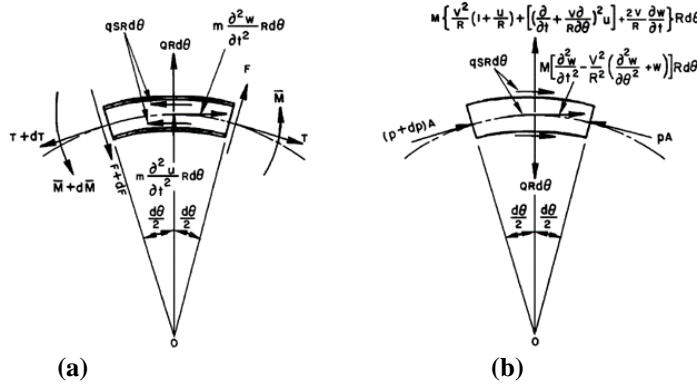 M{V²/R(1+u/R)+[(∂/∂t+V∂/R∂θ)²u]+2V/R ∂w/∂t}Rdθ
qSRdθ
QRdθ
m ∂²w/∂t² Rdθ
F
M̄
T+dT
T
M̄+dM̄
F+dF
m ∂²u/∂t² Rdθ
dθ/2 dθ/2
O
qSRdθ
M[∂²w/∂t²-V²/R²(∂²w/∂θ²+w)]Rdθ
(p+dp)A
pA
QRdθ
dθ/2 dθ/2
O
(a) (b)